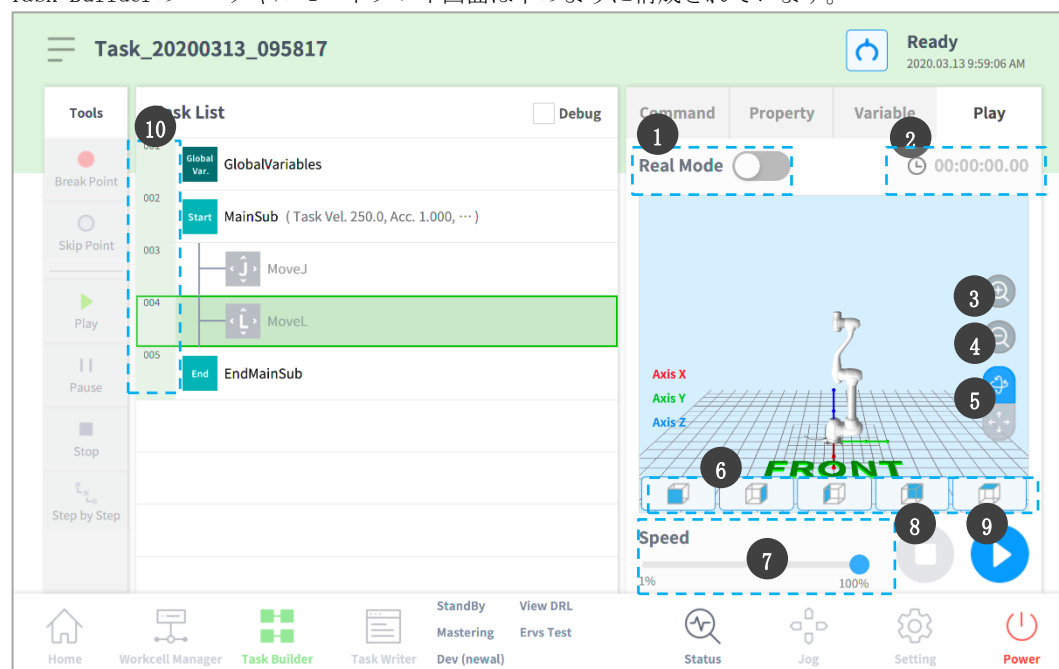 Task_20200313_095817
Ready
2020.03.13 9:59:06 AM
Tools
Task List
Debug
Command
Property
Variable
Play
10
1
2
Break Point
Skip Point
Play
Pause
Stop
Step by Step
001
Global Var.
GlobalVariables
002
Start
MainSub ( Task Vel. 250.0, Acc. 1.000, ··· )
003
J
MoveJ
004
L
MoveL
005
End
EndMainSub
Real Mode
00:00:00.00
3
4
5
Axis X
Axis Y
Axis Z
FRONT
6
7
8
9
Speed
1%
100%
Home
Workcell Manager
Task Builder
Task Writer
StandBy
View DRL
Mastering
Ervs Test
Dev (newal)
Status
Jog
Setting
Power